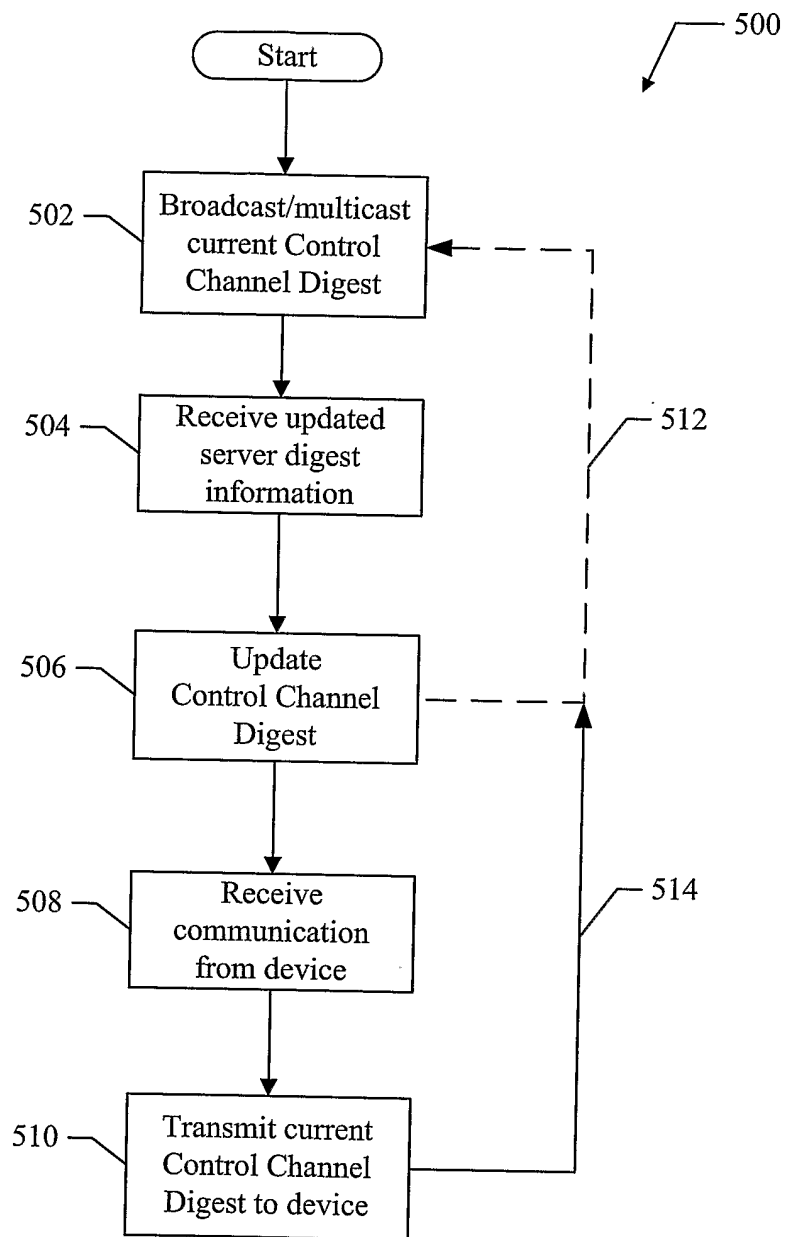 500
Start
502
Broadcast/multicast
current Control
Channel Digest
504
Receive updated
server digest
information
512
506
Update
Control Channel
Digest
508
Receive
communication
from device
514
510
Transmit current
Control Channel
Digest to device